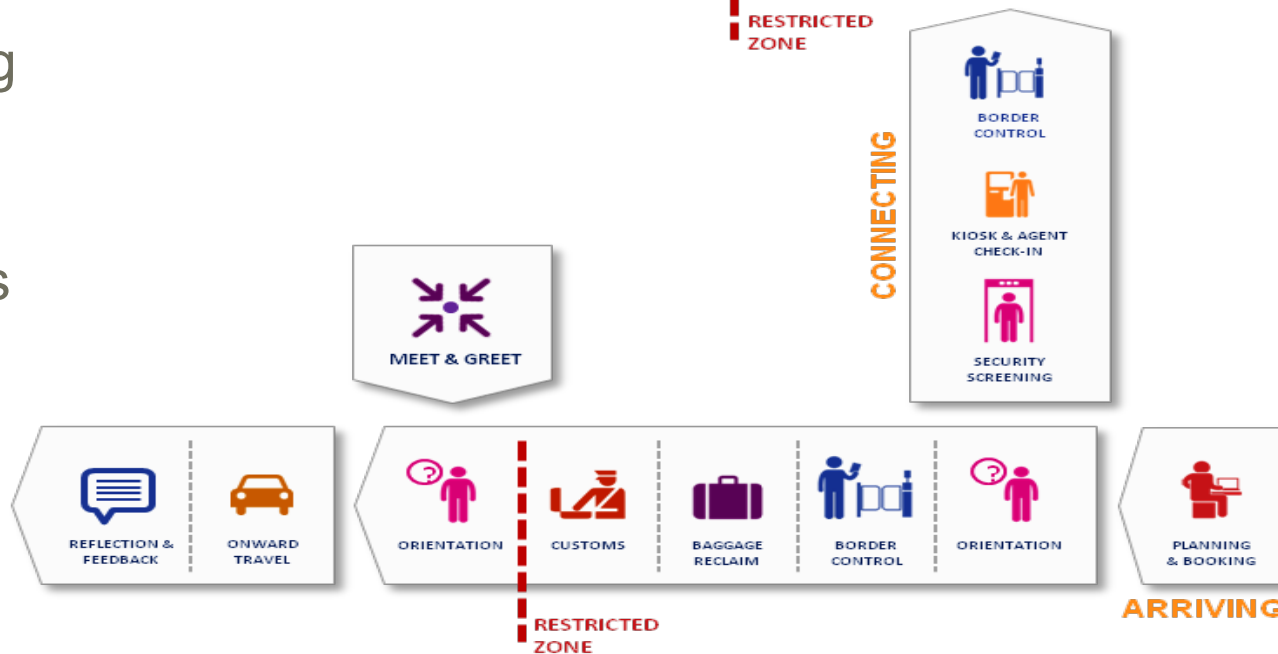 g
s
RESTRICTED
ZONE
CONNECTING
BORDER
CONTROL
KIOSK & AGENT
CHECK-IN
SECURITY
SCREENING
MEET & GREET
REFLECTION &
FEEDBACK
ONWARD
TRAVEL
?
ORIENTATION
CUSTOMS
BAGGAGE
RECLAIM
BORDER
CONTROL
?
ORIENTATION
PLANNING
& BOOKING
ARRIVING
RESTRICTED
ZONE